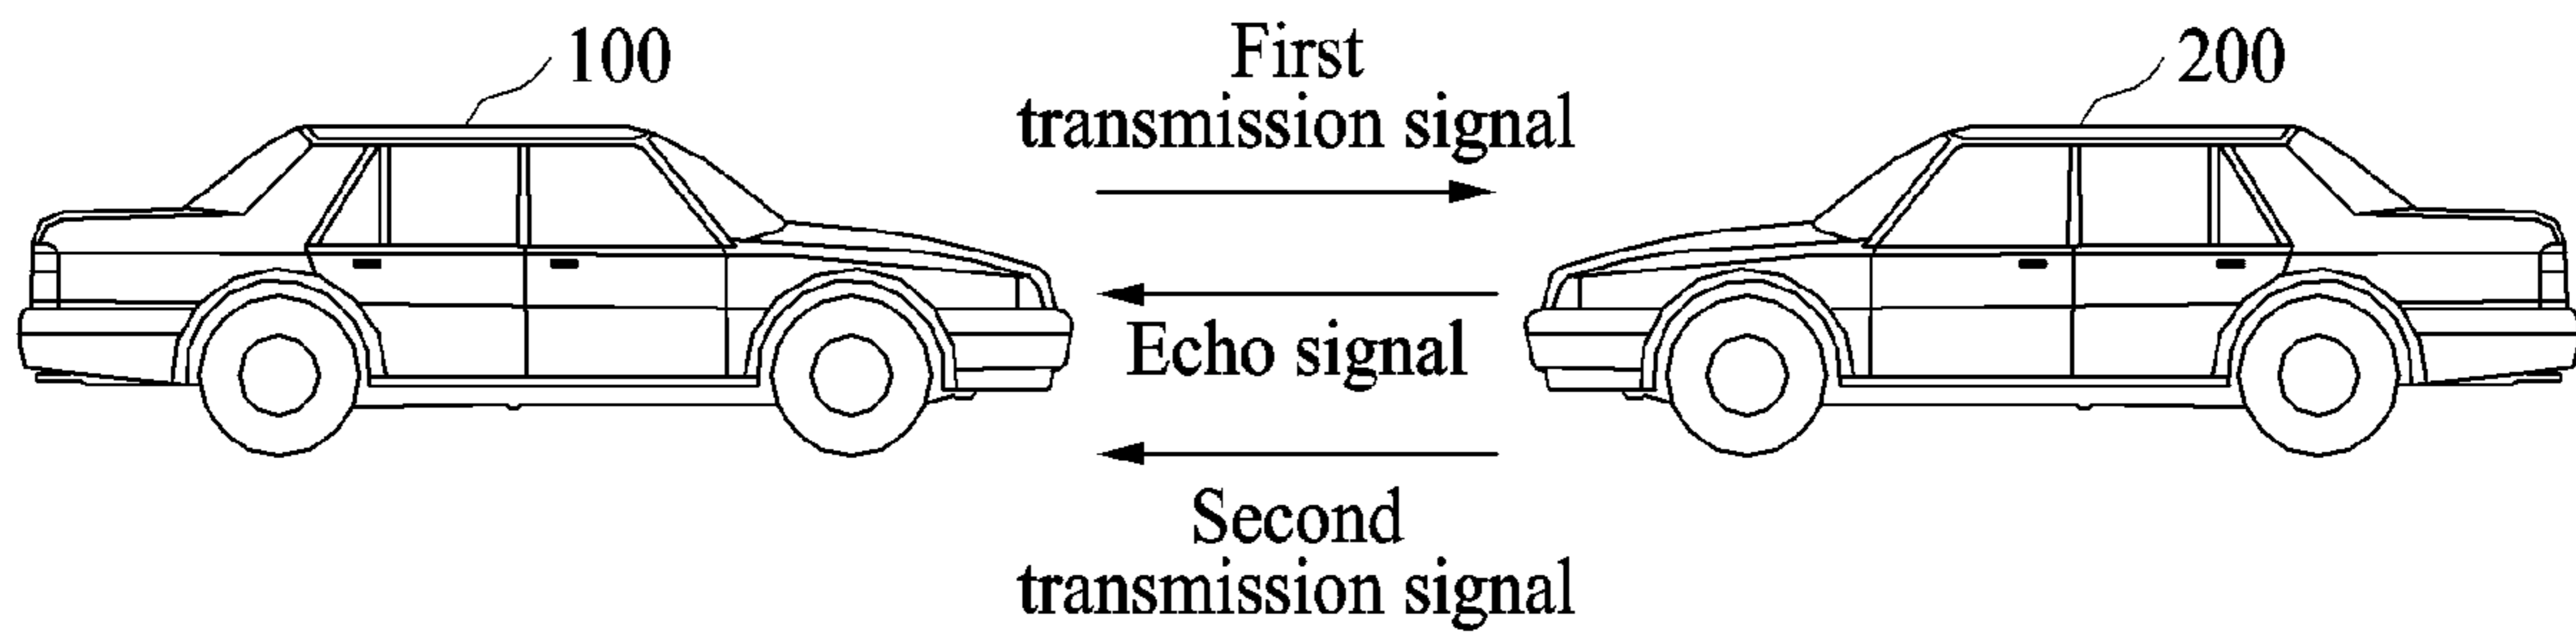 100
First
transmission signal
200
Echo signal
Second
transmission signal